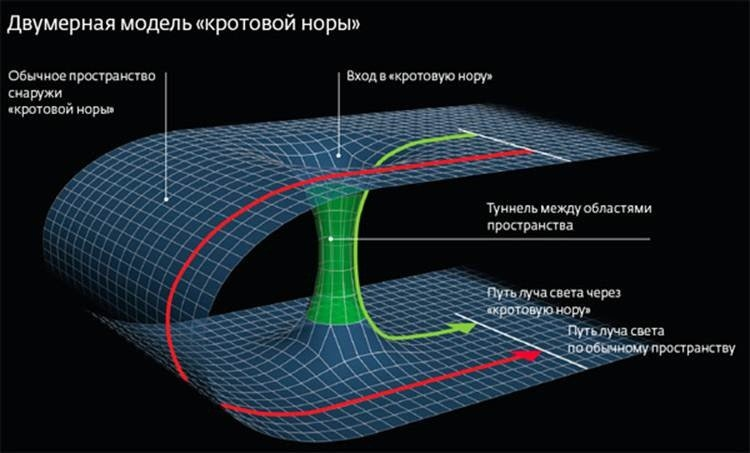 Двумерная модель «кротовой норы»
Обычное пространство
снаружи
«кротовой норы»
Вход в «кротовую нору»
Туннель между областями
пространства
Путь луча света через
«кротовую нору»
Путь луча света
по обычному пространству